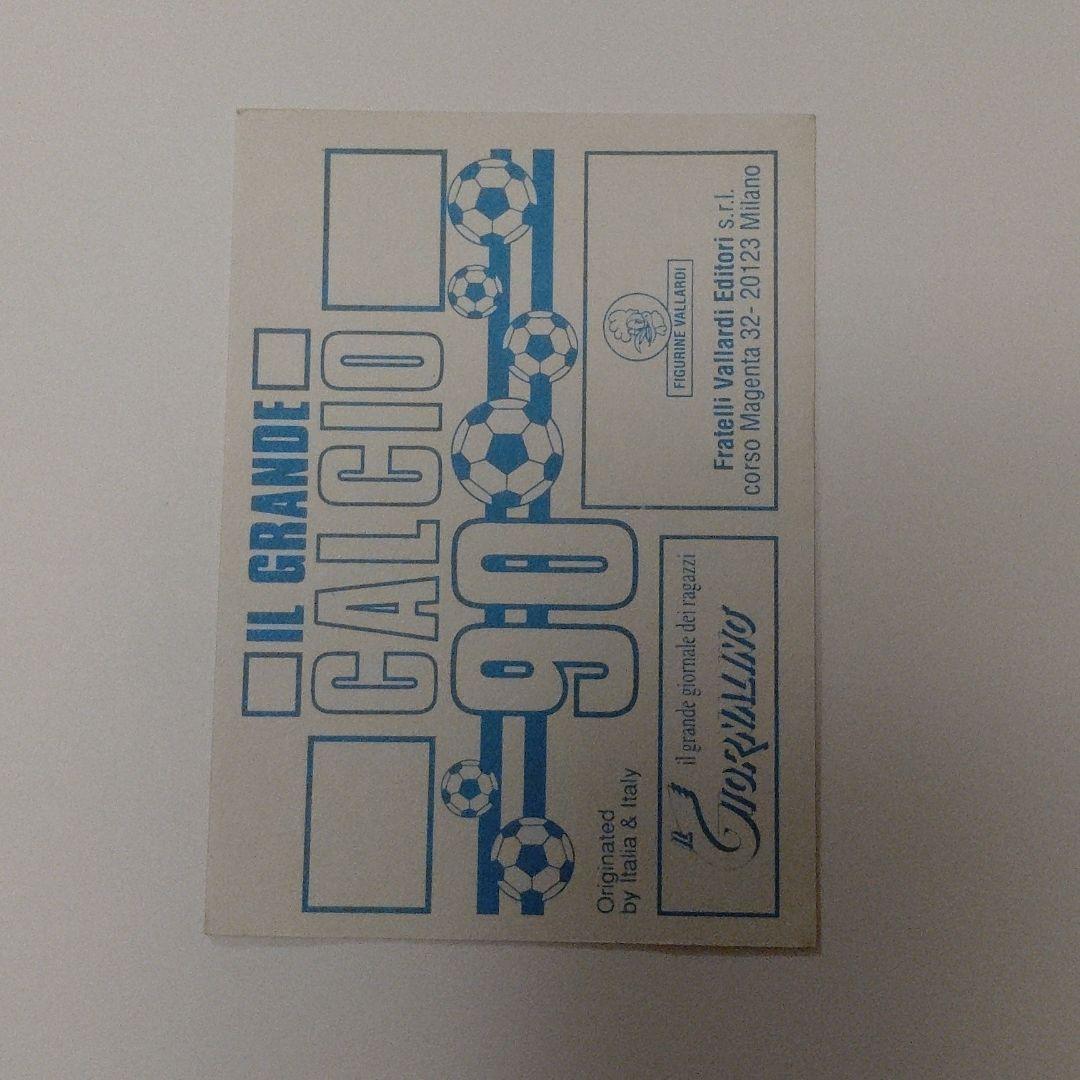 IL GRANDE
CALCIO
90
Originated
by Italia & Italy
il grande giornale dei ragazzi
IL GIORNALINO
FIGURINE VALLARDI
Fratelli Vallardi Editori s.r.l.
corso Magenta 32- 20123 Milano